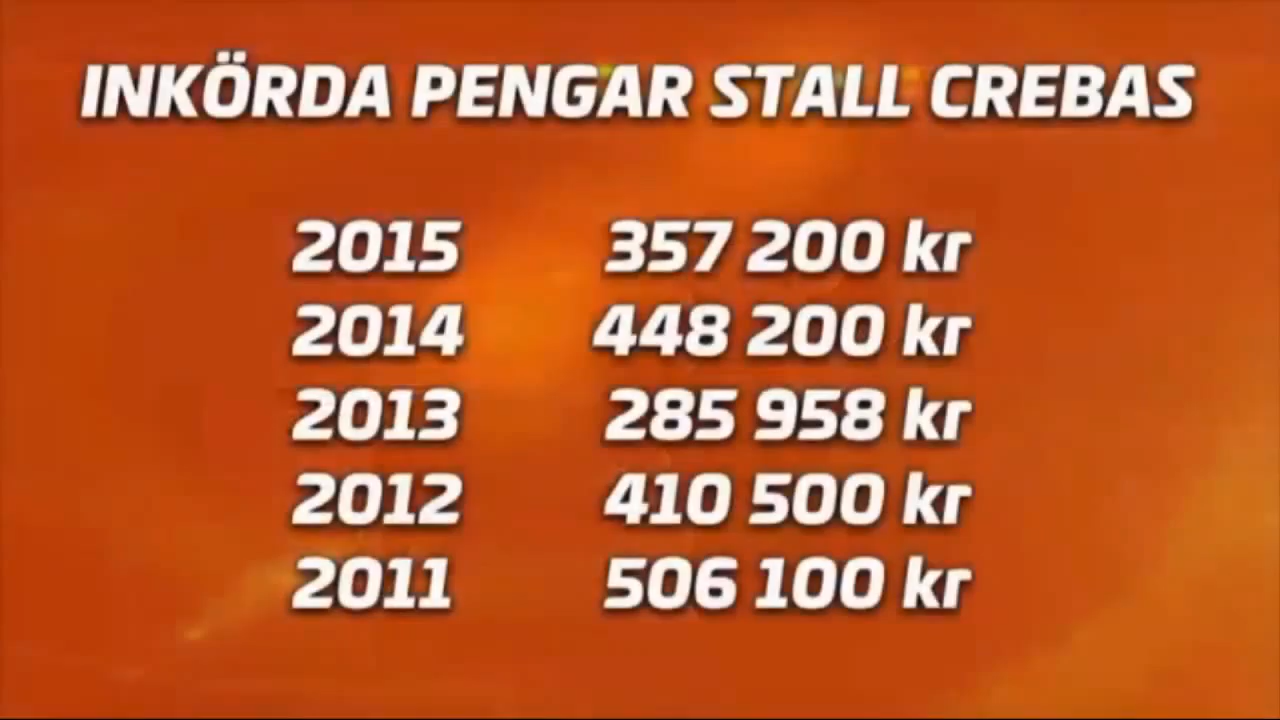 INKÖRDA PENGAR STALL CREBAS
2015 357 200 kr
2014 448 200 kr
2013 285 958 kr
2012 410 500 kr
2011 506 100 kr